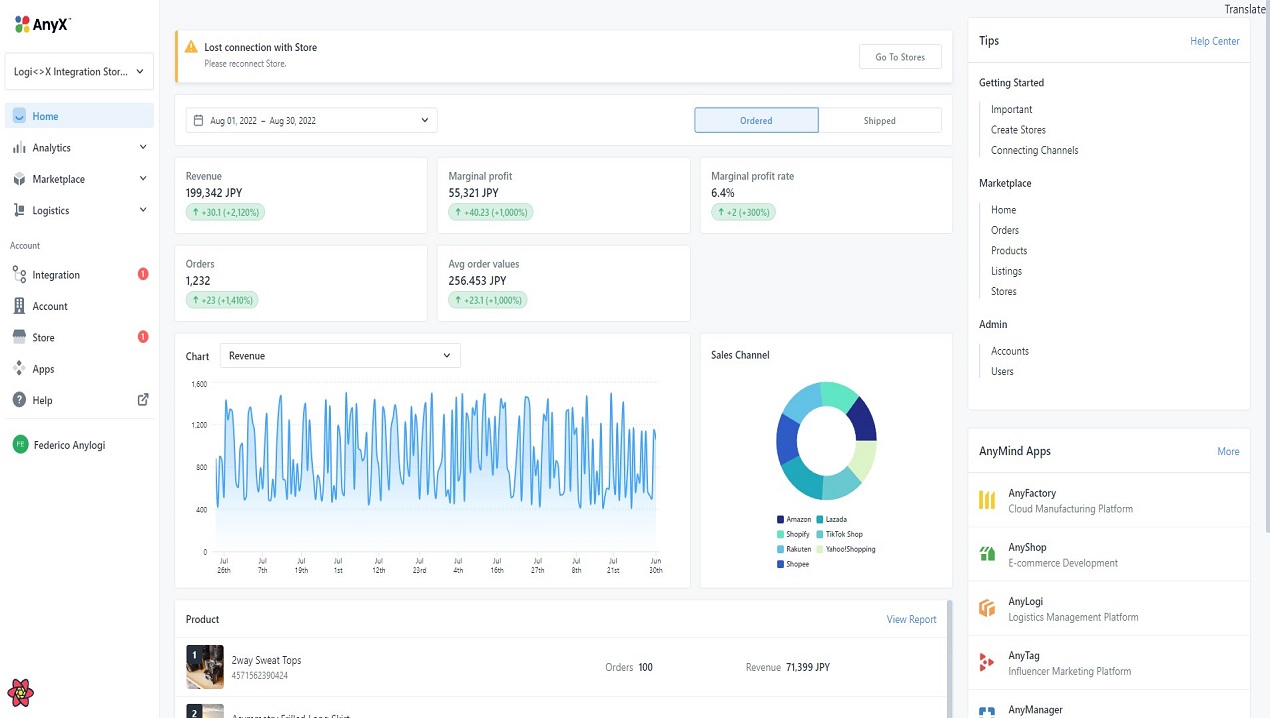 Translate
AnyX
Logi<>X Integration Stor...
Home
Analytics
Marketplace
Logistics
Account
Integration
1
Account
Store
1
Apps
Help
FE
Federico Anylogi
Lost connection with Store
Please reconnect Store.
Go To Stores
Aug 01, 2022 – Aug 30, 2022
Ordered
Shipped
Revenue
199,342 JPY
+30.1 (+2,120%)
Marginal profit
55,321 JPY
+40.23 (+1,000%)
Marginal profit rate
6.4%
+2 (+300%)
Orders
1,232
+23 (+1,410%)
Avg order values
256.453 JPY
+23.1 (+1,000%)
Chart
Revenue
1,600
1,200
800
400
0
Jul 26th
Jul 7th
Jul 19th
Jul 1st
Jul 12th
Jul 23rd
Jul 4th
Jul 16th
Jul 27th
Jul 8th
Jul 21st
Jun 30th
Sales Channel
Amazon
Lazada
Shopify
TikTok Shop
Rakuten
Yahoo!Shopping
Shopee
Product
View Report
1
2way Sweat Tops
4571562390424
Orders 100
Revenue 71,399 JPY
2
Tips
Help Center
Getting Started
Important
Create Stores
Connecting Channels
Marketplace
Home
Orders
Products
Listings
Stores
Admin
Accounts
Users
AnyMind Apps
More
AnyFactory
Cloud Manufacturing Platform
AnyShop
E-commerce Development
AnyLogi
Logistics Management Platform
AnyTag
Influencer Marketing Platform
AnyManager